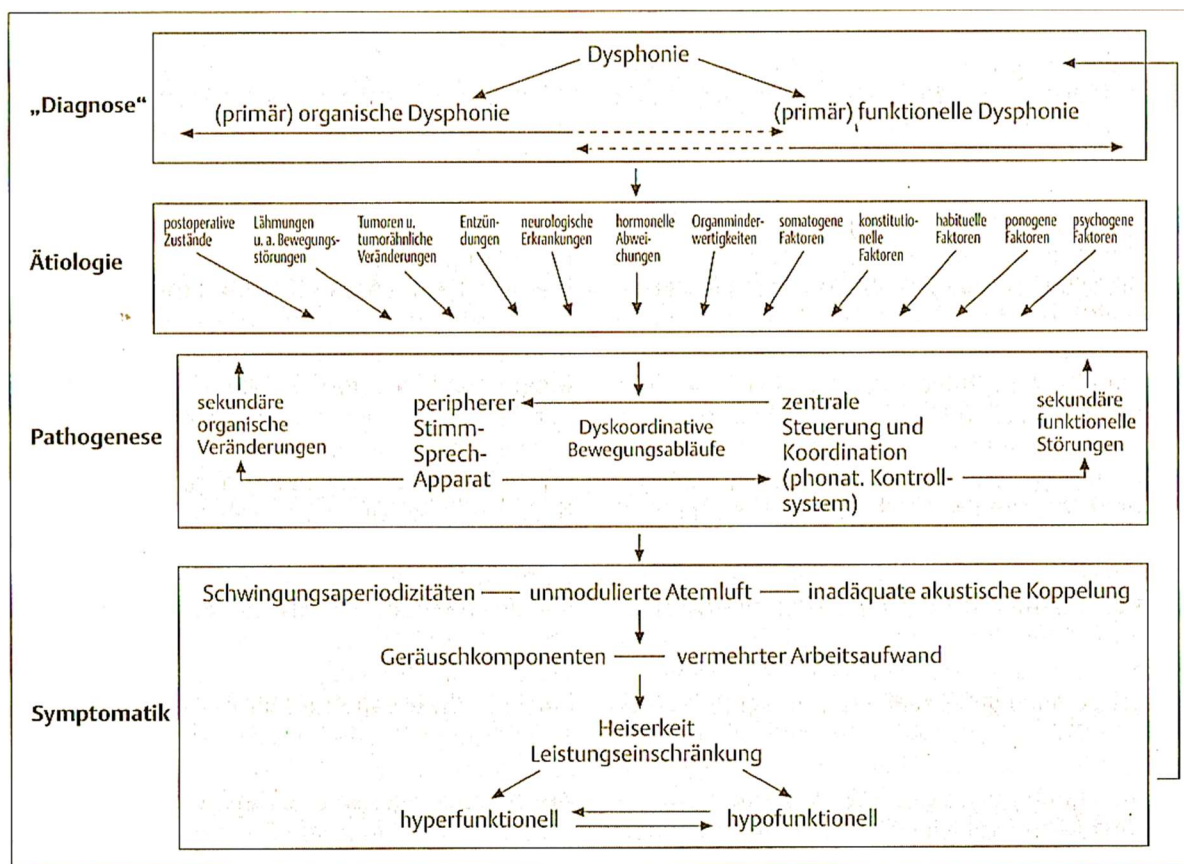 Dysphonie
„Diagnose“
(primär) organische Dysphonie
(primär) funktionelle Dysphonie
Ätiologie
postoperative
Zustände
Lähmungen
u. a. Bewegungs-
störungen
Tumoren u.
tumorähnliche
Veränderungen
Entzün-
dungen
neurologische
Erkrankungen
hormonelle
Abwei-
chungen
Organminder-
wertigkeiten
somatogene
Faktoren
konstitutio-
nelle
Faktoren
habituelle
Faktoren
ponogene
Faktoren
psychogene
Faktoren
Pathogenese
sekundäre
organische
Veränderungen
peripherer
Stimm-
Sprech-
Apparat
Dyskoordinative
Bewegungsabläufe
zentrale
Steuerung und
Koordination
(phonat. Kontroll-
system)
sekundäre
funktionelle
Störungen
Symptomatik
Schwingungsaperiodizitäten — unmodulierte Atemluft — inadäquate akustische Koppelung
Geräuschkomponenten — vermehrter Arbeitsaufwand
Heiserkeit
Leistungseinschränkung
hyperfunktionell
hypofunktionell